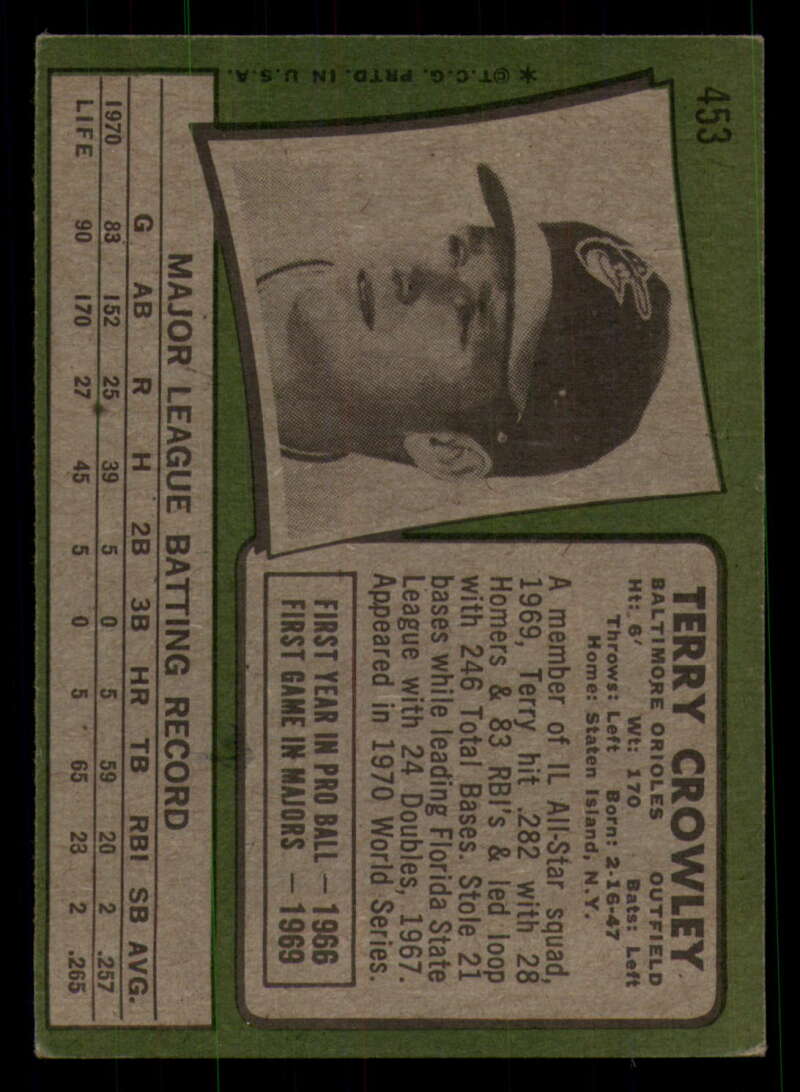 453
TERRY CROWLEY
BALTIMORE ORIOLES OUTFIELD
Ht: 6' Wt: 170 Bats: Left
Throws: Left Born: 2-16-47
Home: Staten Island, N.Y.
A member of IL All-Star squad,
1969, Terry hit .282 with 28
Homers & 83 RBI's & led loop
with 246 Total Bases. Stole 21
bases while leading Florida State
League with 24 Doubles, 1967.
Appeared in 1970 World Series.
FIRST YEAR IN PRO BALL — 1966
FIRST GAME IN MAJORS — 1969
* ©T.C.G. PRTD. IN U.S.A.
MAJOR LEAGUE BATTING RECORD
G AB R H 2B 3B HR TB RBI SB AVG.
1970 83 152 25 39 5 0 5 59 20 2 .257
LIFE 90 170 27 45 5 0 5 65 23 2 .265